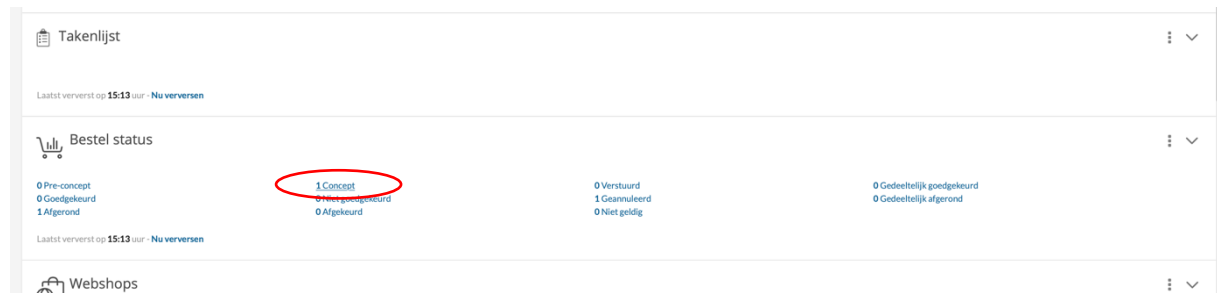 Takenlijst
Laatst ververst op 15:13 uur - Nu verversen
Bestel status
0 Pre-concept
1 Concept
0 Verstuurd
0 Gedeeltelijk goedgekeurd
0 Goedgekeurd
0 Niet goedgekeurd
1 Geannuleerd
0 Gedeeltelijk afgerond
1 Afgerond
0 Afgekeurd
0 Niet geldig
Laatst ververst op 15:13 uur - Nu verversen
Webshops